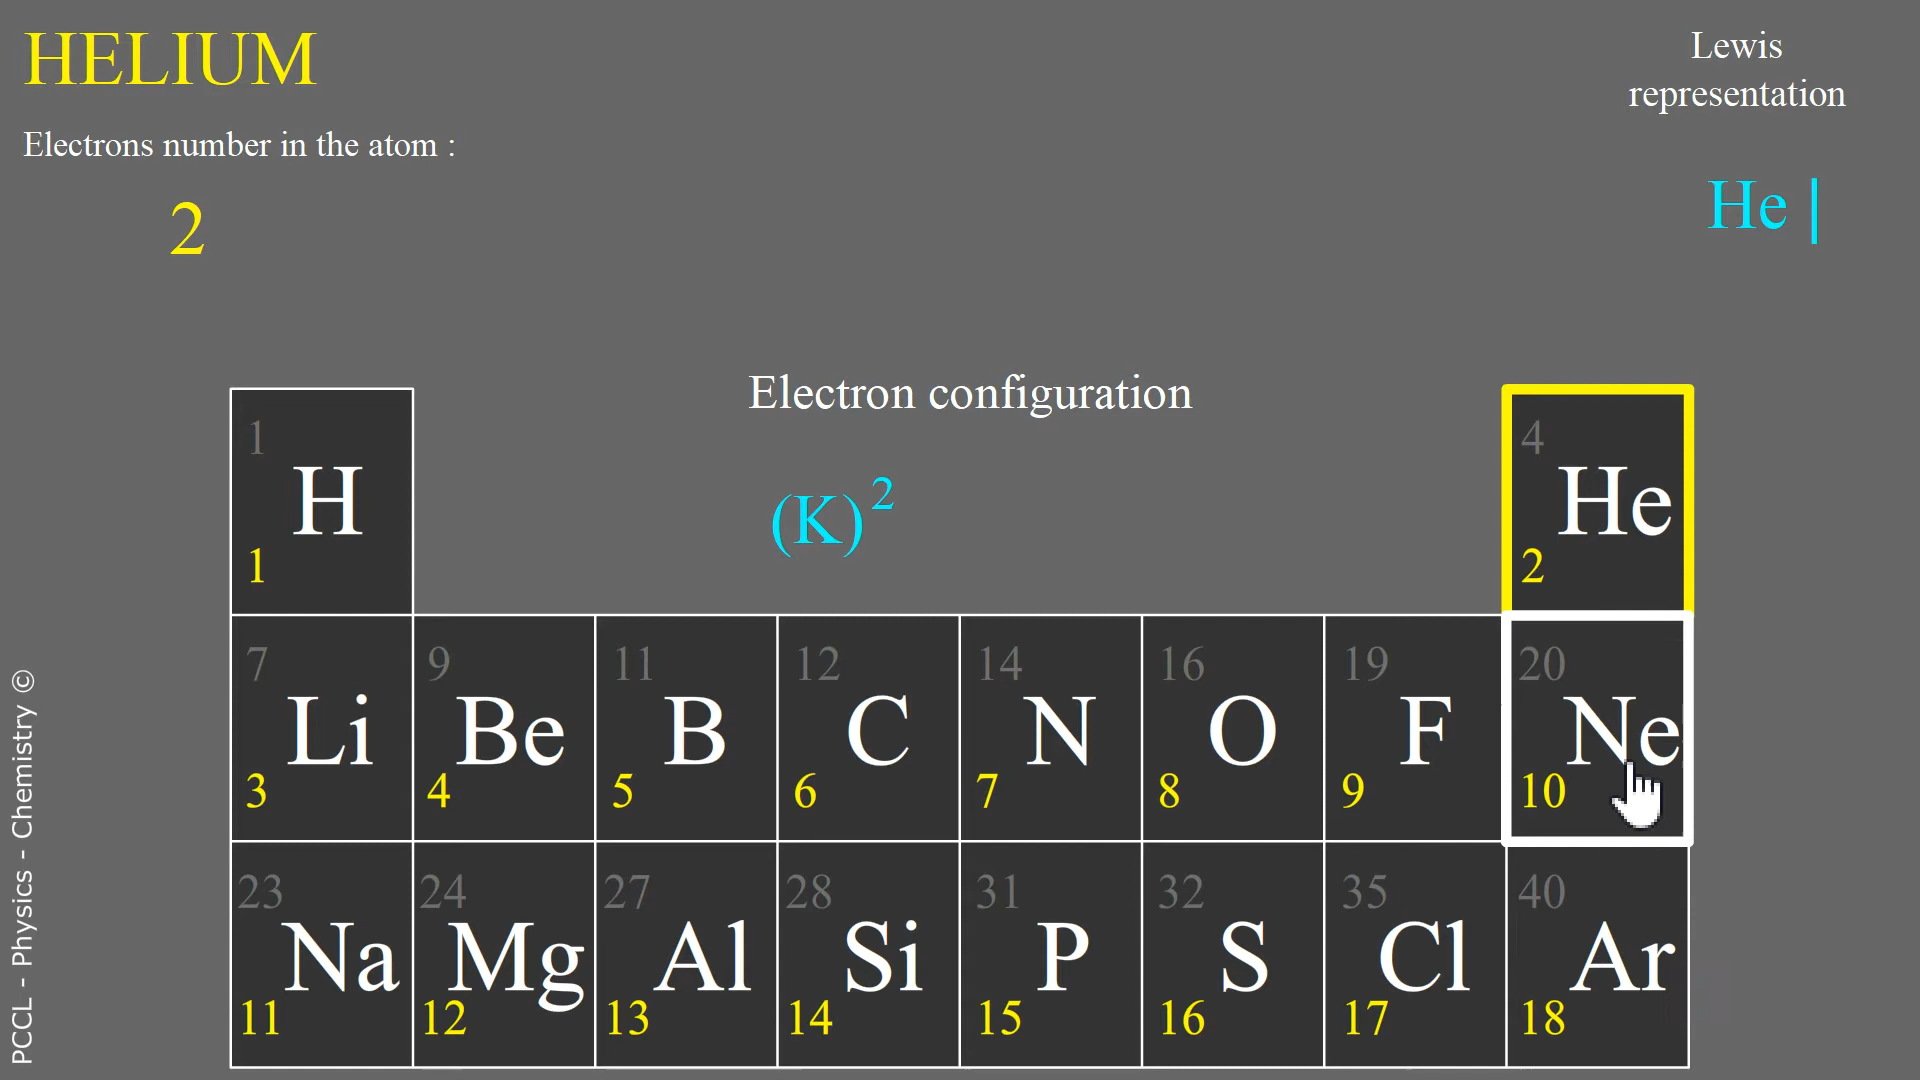 HELIUM
Lewis
representation
Electrons number in the atom :
2
He |
Electron configuration
(K)²
1 H 1
4 He 2
7 Li 3
9 Be 4
11 B 5
12 C 6
14 N 7
16 O 8
19 F 9
20 Ne 10
23 Na 11
24 Mg 12
27 Al 13
28 Si 14
31 P 15
32 S 16
35 Cl 17
40 Ar 18
PCCL - Physics - Chemistry ©